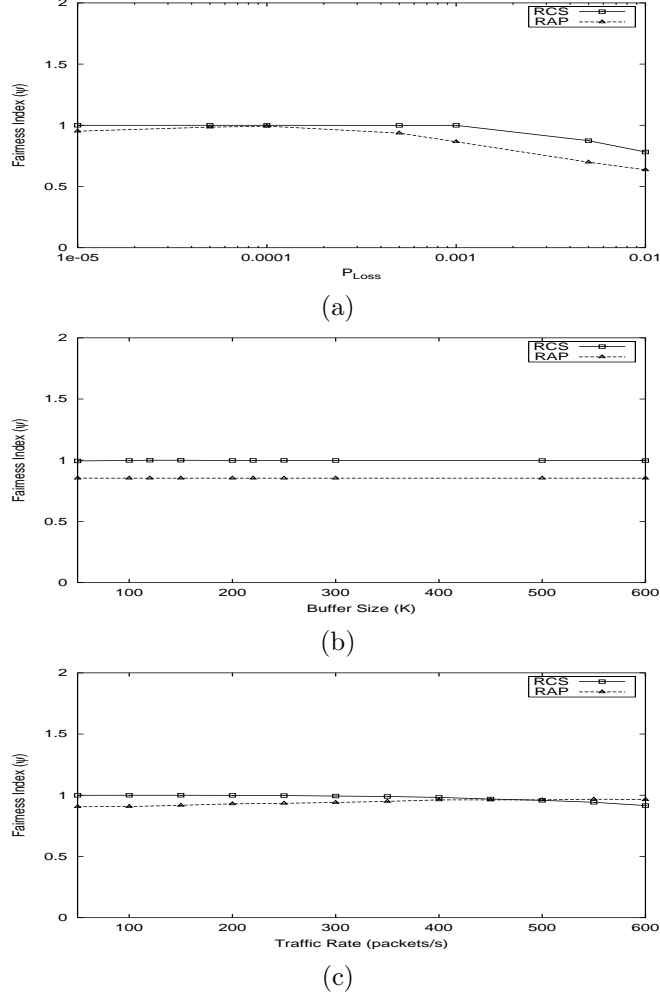 2
RCS
RAP
1.5
Fairness Index (ψ)
1
0.5
0
1e-05 0.0001 0.001 0.01
P_Loss
(a)
2
RCS
RAP
1.5
Fairness Index (ψ)
1
0.5
0
100 200 300 400 500 600
Buffer Size (K)
(b)
2
RCS
RAP
1.5
Fairness Index (ψ)
1
0.5
0
100 200 300 400 500 600
Traffic Rate (packets/s)
(c)